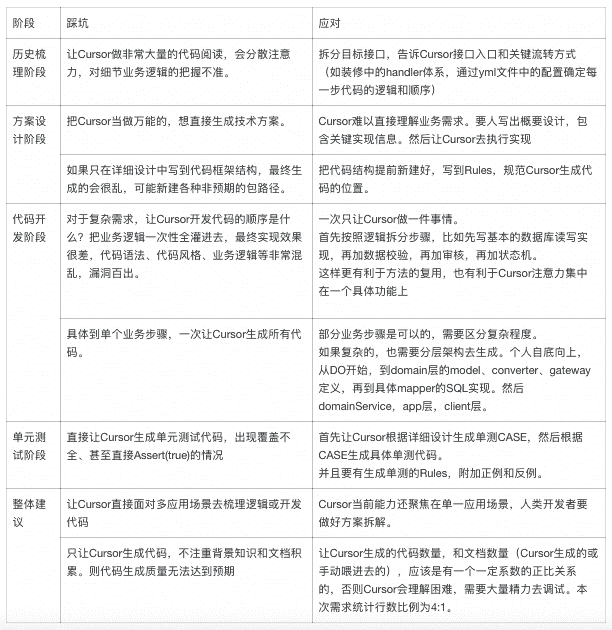 阶段
踩坑
应对
历史梳
理阶段
让Cursor做非常大量的代码阅读，会分散注意
力，对细节业务逻辑的把握不准。
拆分目标接口，告诉Cursor接口入口和关键流转方式
（如装修中的handler体系，通过yml文件中的配置确定每
一步代码的逻辑和顺序）
方案设
计阶段
把Cursor当做万能的，想直接生成技术方案。
Cursor难以直接理解业务需求。要人写出概要设计，包
含关键实现信息。然后让Cursor去执行实现
如果只在详细设计中写到代码框架结构，最终生
成的会很乱，可能新建各种非预期的包路径。
把代码结构提前新建好，写到Rules，规范Cursor生成代
码的位置。
代码开
发阶段
对于复杂需求，让Cursor开发代码的顺序是什
么？把业务逻辑一次性全灌进去，最终实现效果
很差，代码语法、代码风格、业务逻辑等非常混
乱，漏洞百出。
一次只让Cursor做一件事情。
首先按照逻辑拆分步骤，比如先写基本的数据库读写实
现，再加数据校验，再加审核，再加状态机。
这样更有利于方法的复用，也有利于Cursor注意力集中
在一个具体功能上
具体到单个业务步骤，一次让Cursor生成所有代
码。
部分业务步骤是可以的，需要区分复杂程度。
如果复杂的，也需要分层架构去生成。个人自底向上，
从DO开始，到domain层的model、converter、gateway
定义，再到具体mapper的SQL实现。然后
domainService，app层，client层。
单元测
试阶段
直接让Cursor生成单元测试代码，出现覆盖不
全、甚至直接Assert(true)的情况
首先让Cursor根据详细设计生成单测CASE，然后根据
CASE生成具体单测代码。
并且要有生成单测的Rules，附加正例和反例。
整体建
议
让Cursor直接面对多应用场景去梳理逻辑或开发
代码
Cursor当前能力还聚焦在单一应用场景，人类开发者要
做好方案拆解。
只让Cursor生成代码，不注重背景知识和文档积
累。则代码生成质量无法达到预期
让Cursor生成的代码数量，和文档数量（Cursor生成的或
手动喂进去的），应该是有一个一定系数的正比关系
的，否则Cursor会理解困难，需要大量精力去调试。本
次需求统计行数比例为4:1。